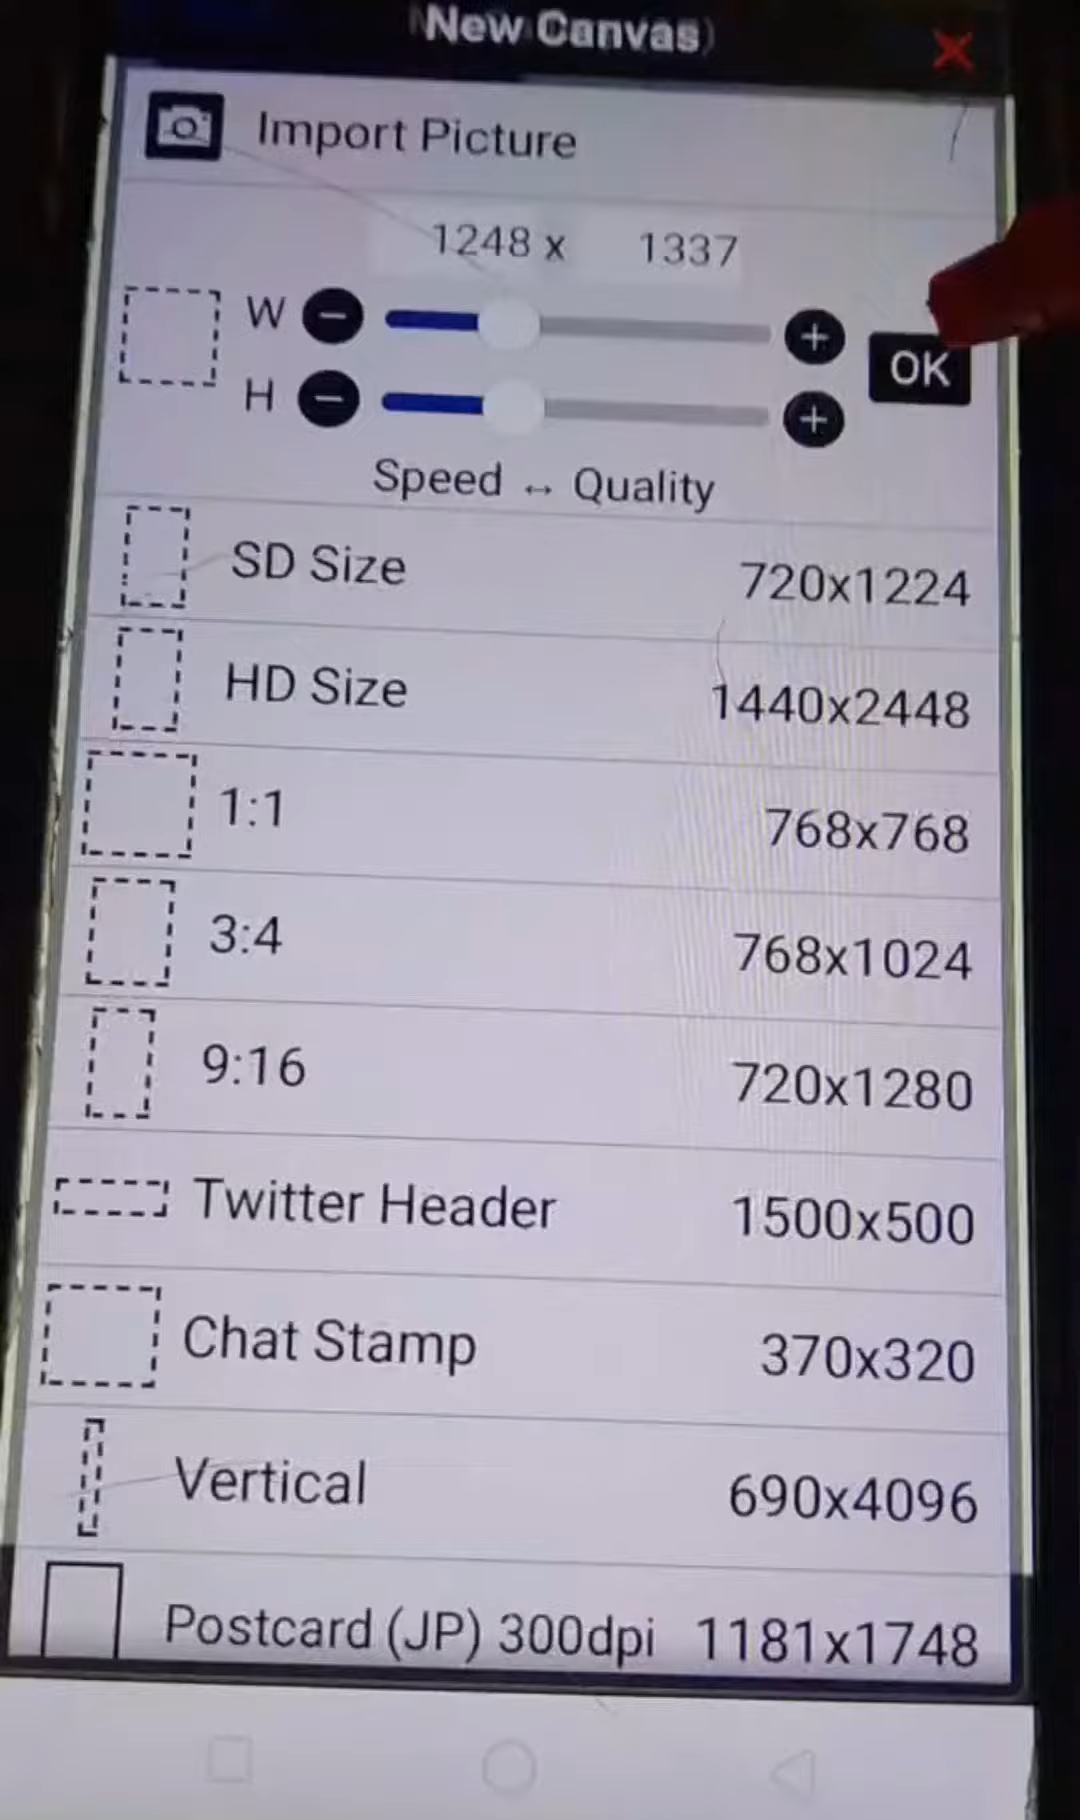 New Canvas
Import Picture
1248 x 1337
W
OK
H
Speed ↔ Quality
SD Size 720x1224
HD Size 1440x2448
1:1 768x768
3:4 768x1024
9:16 720x1280
Twitter Header 1500x500
Chat Stamp 370x320
Vertical 690x4096
Postcard (JP) 300dpi 1181x1748